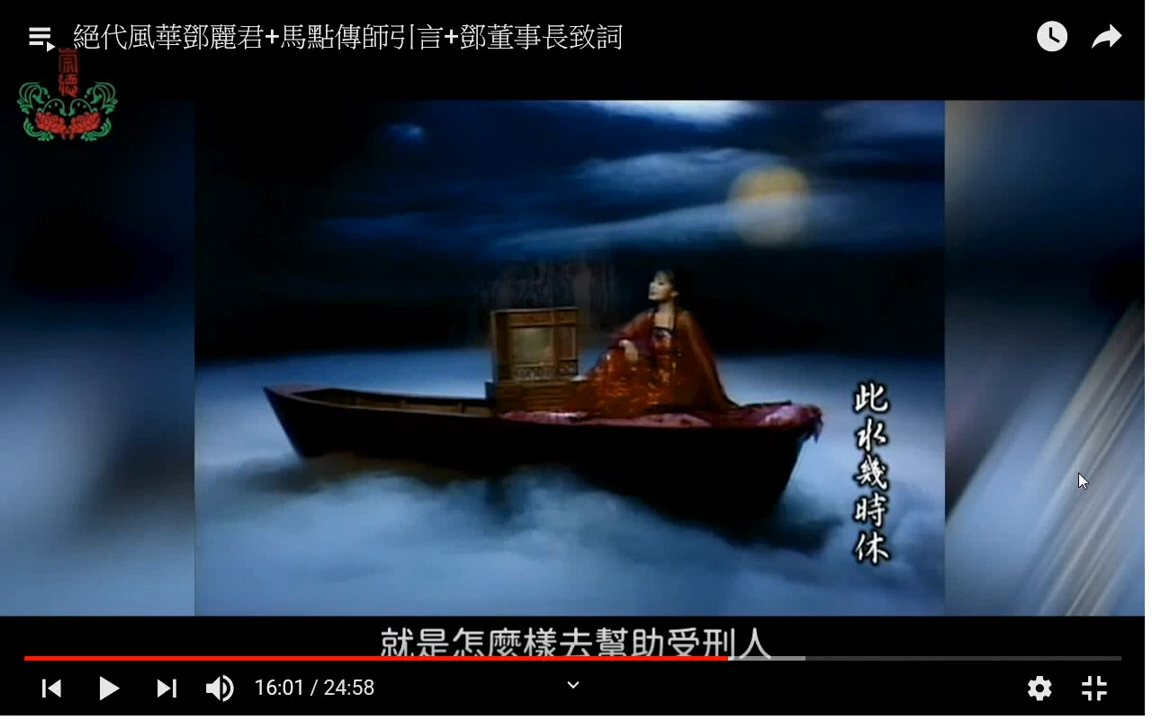 絕代風華鄧麗君+馬點傳師引言+鄧董事長致詞
崇德
此水幾時休
就是怎麼樣去幫助受刑人
16:01 / 24:58